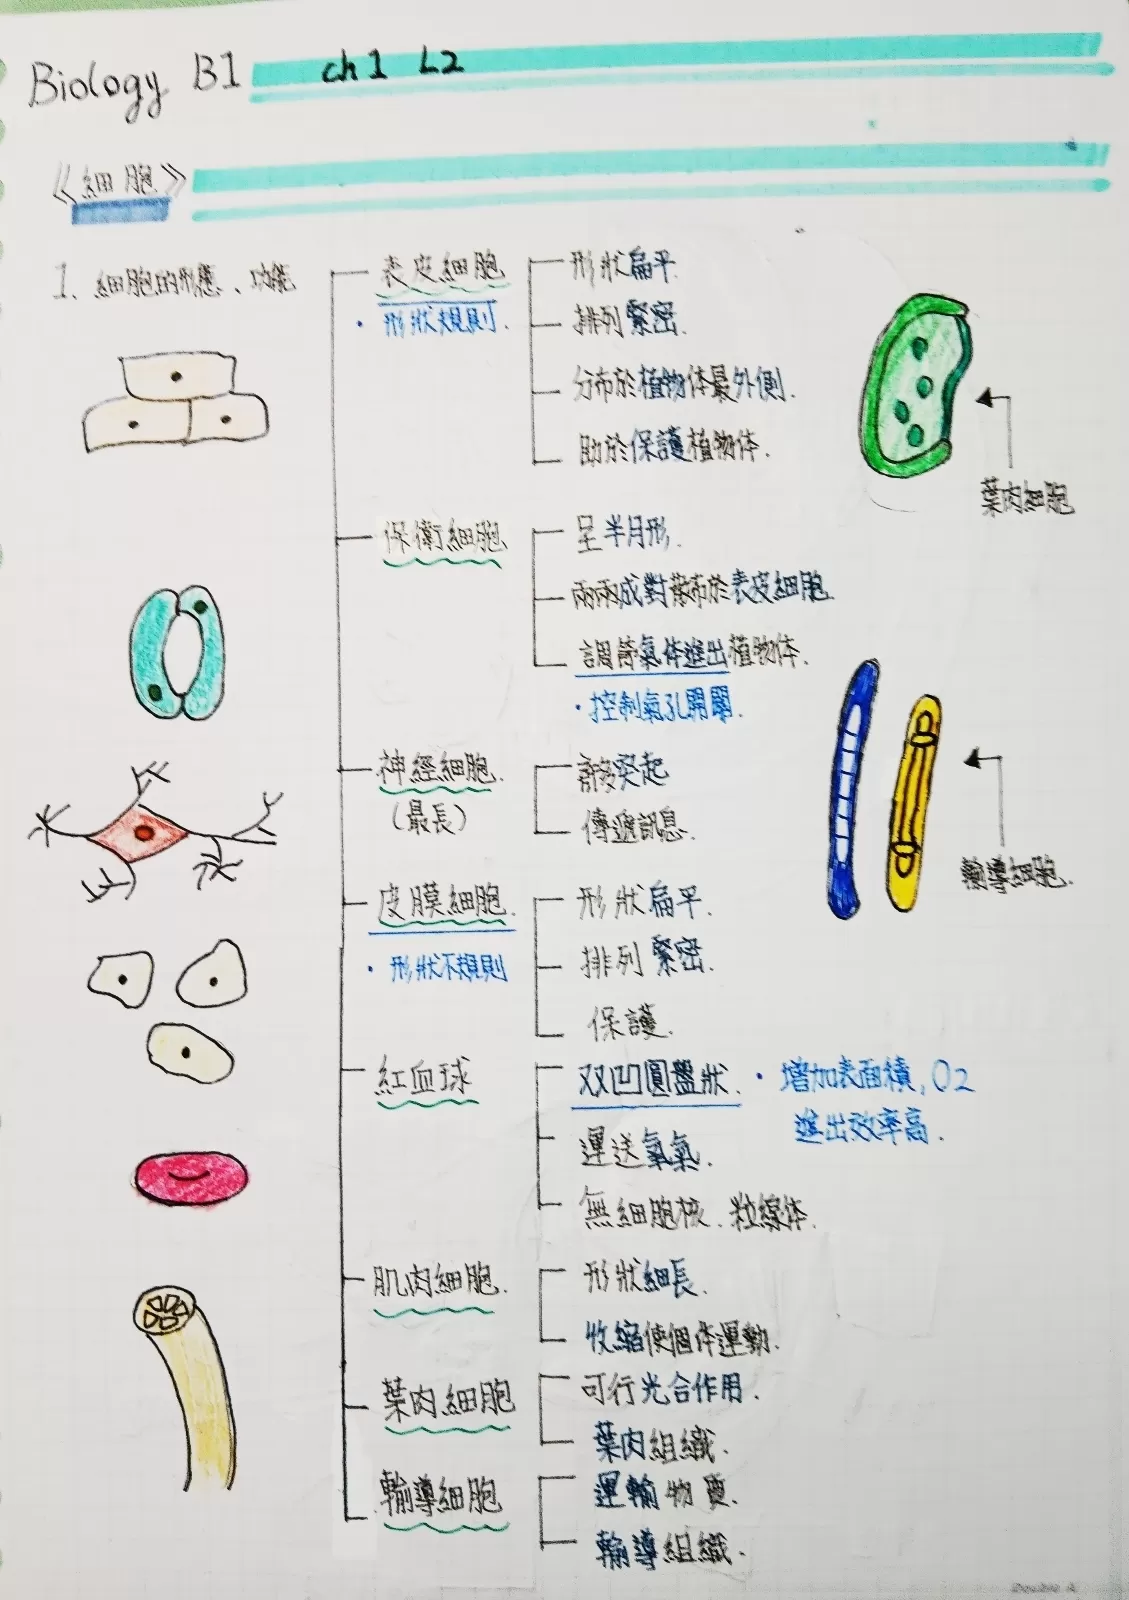 Biology B1 ch1 L2
《細胞》
1、細胞的形態、功能
表皮細胞
・形狀規則.
形狀扁平
排列緊密.
分布於植物体最外側.
助於保護植物体.
葉肉細胞
保衛細胞
呈半月形.
兩兩成對散布於表皮細胞.
調節氣体進出植物体.
・控制氣孔開關.
神經細胞.
(最長)
許多突起
傳遞訊息.
輸導細胞.
皮膜細胞.
・形狀不規則
形狀扁平.
排列緊密.
保護.
紅血球
双凹圓盤狀.・增加表面積,O2
進出效率高.
運送氧氣.
無細胞核、粒線体.
肌肉細胞.
形狀細長.
收縮使個体運動.
葉肉細胞
可行光合作用.
葉肉組織.
輸導細胞
運輸物質.
輸導組織.
Double A